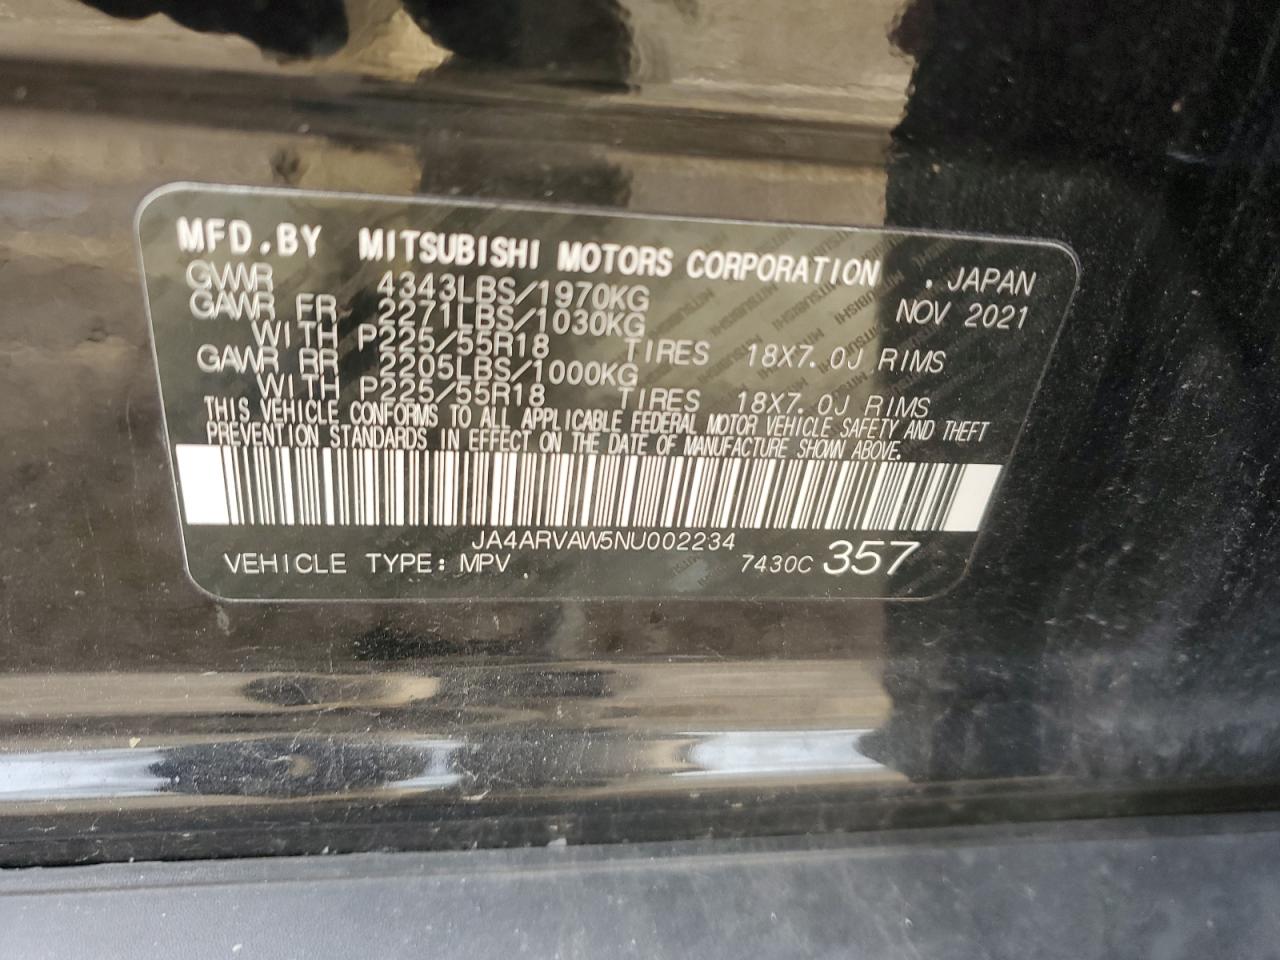 MFD.BY MITSUBISHI MOTORS CORPORATION . JAPAN
GVWR 4343LBS/1970KG NOV 2021
GAWR FR 2271LBS/1030KG
WITH P225/55R18 TIRES 18X7.0J RIMS
GAWR RR 2205LBS/1000KG
WITH P225/55R18 TIRES 18X7.0J RIMS
THIS VEHICLE CONFORMS TO ALL APPLICABLE FEDERAL MOTOR VEHICLE SAFETY AND THEFT
PREVENTION STANDARDS IN EFFECT ON THE DATE OF MANUFACTURE SHOWN ABOVE.
JA4ARVAW5NU002234
VEHICLE TYPE: MPV . 7430C 357